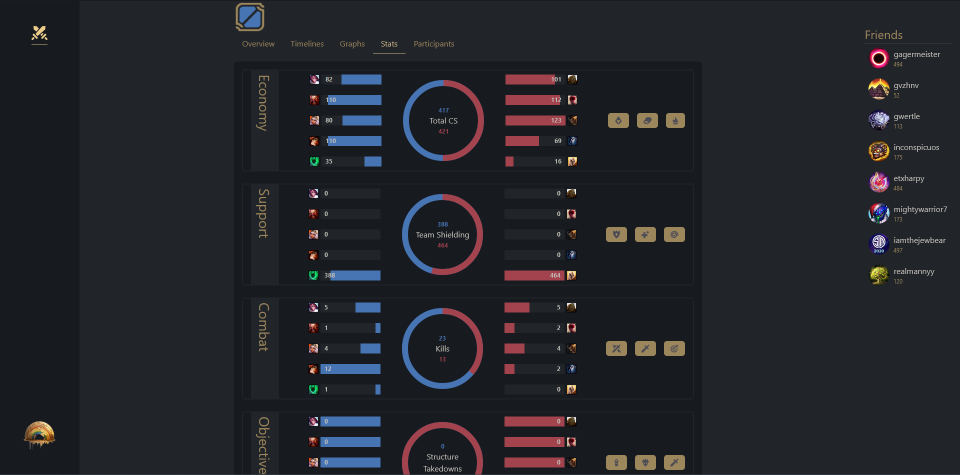 Overview Timelines Graphs Stats Participants
Friends
gagermeister
494
gvzhnv
52
gwertle
113
inconspicuos
175
etxharpy
484
mightywarrior7
173
iamthejewbear
497
realmannyy
120
Economy
82
110
80
110
35
417
Total CS
421
101
112
123
69
16
Support
0
0
0
0
388
388
Team Shielding
464
0
0
0
0
464
Combat
5
1
4
12
1
23
Kills
13
5
2
4
2
0
Objective
0
0
0
0
Structure
Takedowns
0
0
0